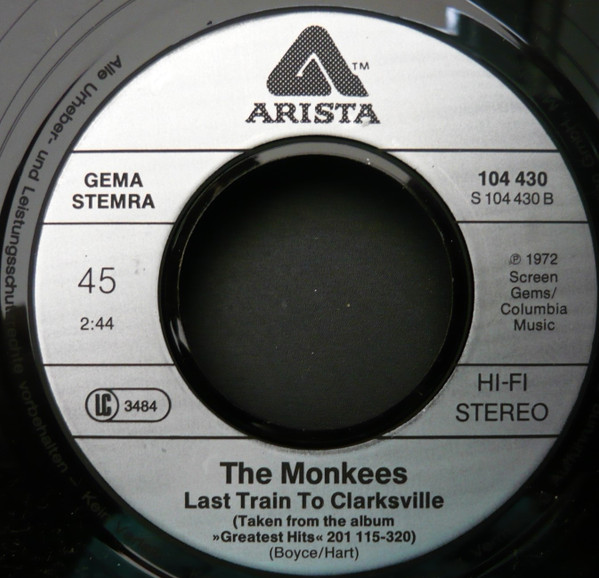 ARISTA™
GEMA
STEMRA
104 430
S 104 430 B
45
2:44
℗ 1972
Screen
Gems/
Columbia
Music
LC 3484
HI-FI
STEREO
The Monkees
Last Train To Clarksville
(Taken from the album
»Greatest Hits« 201 115-320)
(Boyce/Hart)
Alle Urheber- und Leistungsschutzrechte vorbehalten –